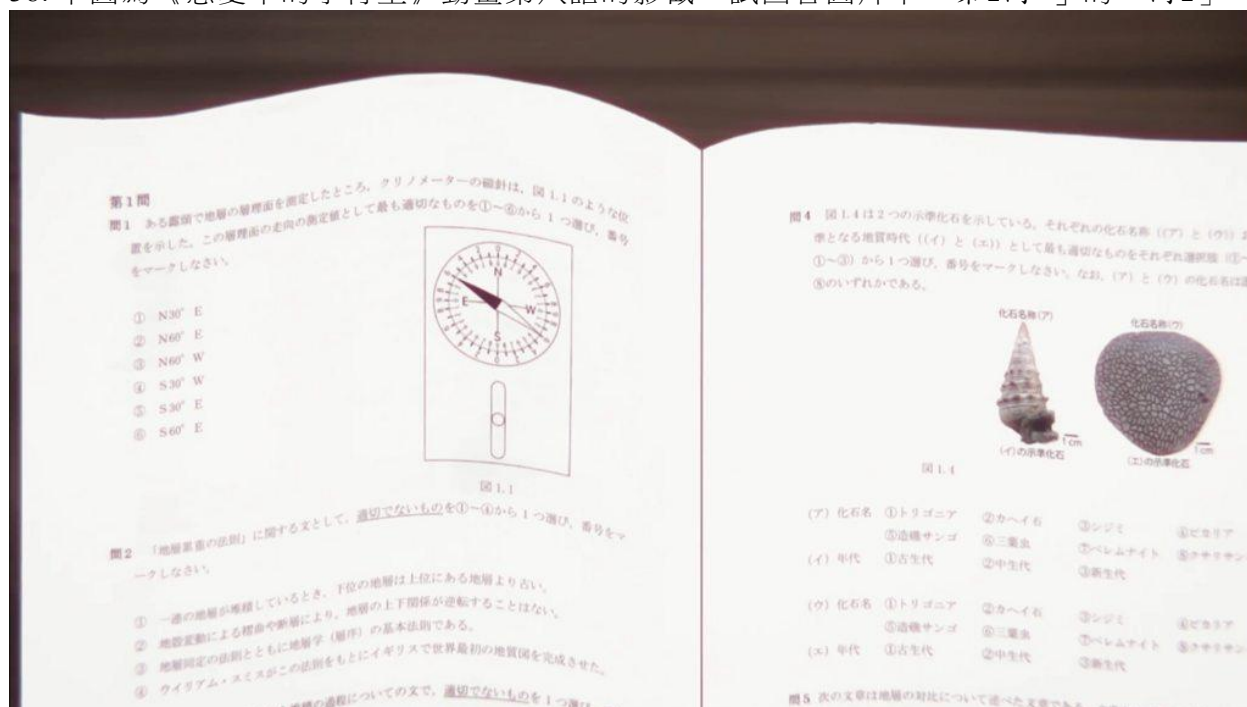 第1問
問1 ある露頭で地層の層理面を測定したところ，クリノメーターの磁針は，図 1.1 のような位
置を示した。この層理面の走向の測定値として最も適切なものを①〜⑥から 1 つ選び，番号
をマークしなさい。
① N30° E
② N60° E
③ N60° W
④ S30° W
⑤ S30° E
⑥ S60° E
N
E
W
S
図 1.1
問2 「地層累重の法則」に関する文として，適切でないものを①〜④から 1 つ選び，番号をマ
ークしなさい。
① 一連の地層が堆積しているとき，下位の地層は上位にある地層より古い。
② 地殻変動による褶曲や断層により，地層の上下関係が逆転することはない。
③ 地層同定の法則とともに地層学（層序）の基本法則である。
④ ウイリアム・スミスがこの法則をもとにイギリスで世界最初の地質図を完成させた。
の過程についての文で，適切でないものを 1 つ選び
問4 図 1.4 は 2 つの示準化石を示している。それぞれの化石名称（(ア) と (ウ)）
準となる地質時代（(イ) と (エ)）として最も適切なものをそれぞれ選択肢（①〜
①〜③）から 1 つ選び，番号をマークしなさい。なお，(ア) と (ウ) の化石名は
⑧のいずれかである。
化石名称(ア)
化石名称(ウ)
1cm
1cm
(イ)の示準化石
(エ)の示準化石
図 1.4
(ア) 化石名 ①トリゴニア ②カヘイ石 ③シジミ ④ビカリア
⑤造礁サンゴ ⑥三葉虫 ⑦ベレムナイト ⑧クサリサン
(イ) 年代 ①古生代 ②中生代 ③新生代
(ウ) 化石名 ①トリゴニア ②カヘイ石 ③シジミ ④ビカリア
⑤造礁サンゴ ⑥三葉虫 ⑦ベレムナイト ⑧クサリサン
(エ) 年代 ①古生代 ②中生代 ③新生代
問5 次の文章は地層の対比について述べた文章である。